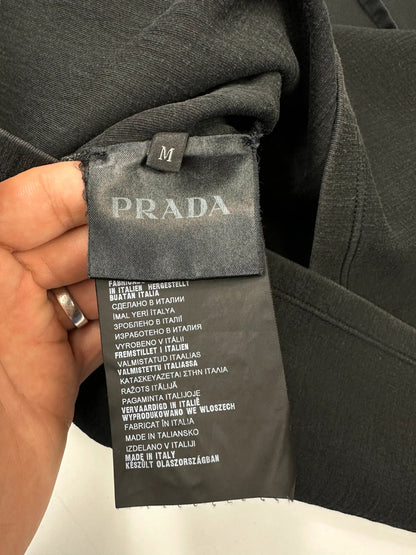 M
PRADA
IN ITALIEN HERGESTELLT
BUATAN ITALIA
СДЕЛАНО В ИТАЛИИ
İMAL YERİ İTALYA
ЗРОБЛЕНО В ІТАЛІЇ
ИЗРАБОТЕНО В ИТАЛИЯ
VYROBENO V ITÁLII
FREMSTILLET I ITALIEN
VALMISTATUD ITAALIAS
VALMISTETTU ITALIASSA
ΚΑΤΑΣΚΕΥΑΖΕΤΑΙ ΣΤΗΝ ΙΤΑΛΙΑ
RAŽOTS ITĀLIJĀ
PAGAMINTA ITALIJOJE
VERVAARDIGD IN ITALIË
WYPRODUKOWANO WE WŁOSZECH
FABRICAT ÎN ITALIA
MADE IN TALIANSKO
IZDELANO V ITALIJI
MADE IN ITALY
KÉSZÜLT OLASZORSZÁGBAN